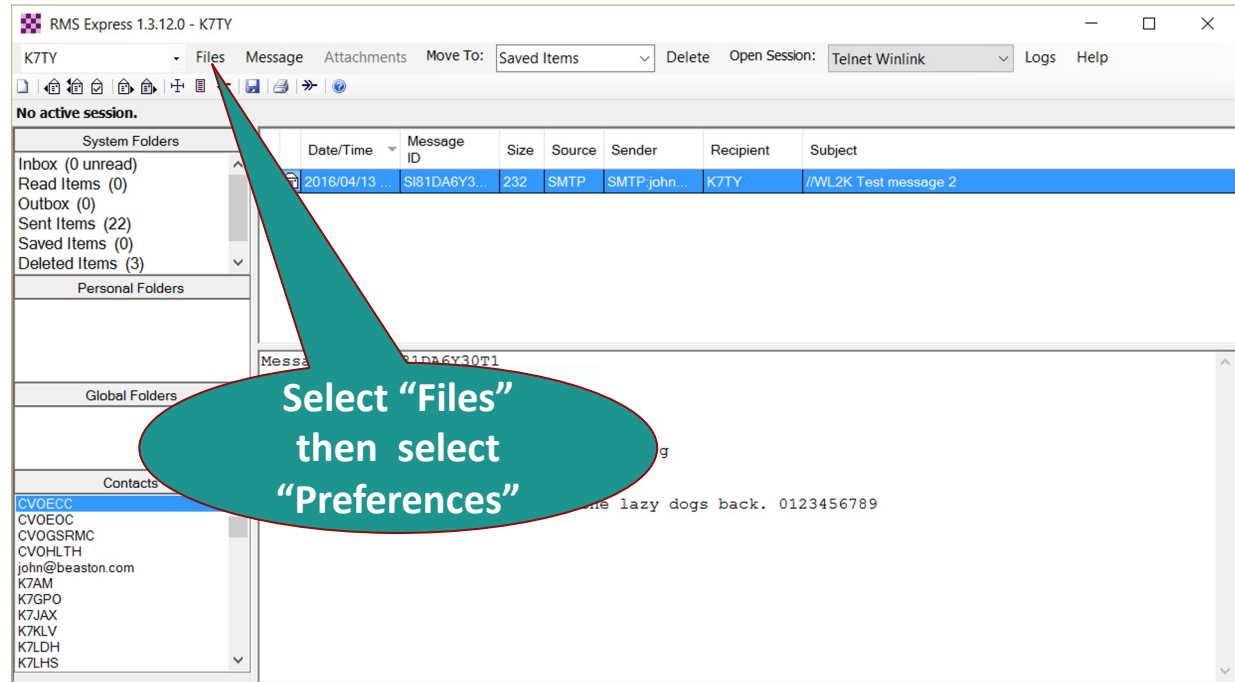 RMS Express 1.3.12.0 - K7TY
K7TY Files Message Attachments Move To: Saved Items Delete Open Session: Telnet Winlink Logs Help
No active session.
System Folders
Inbox (0 unread)
Read Items (0)
Outbox (0)
Sent Items (22)
Saved Items (0)
Deleted Items (3)
Personal Folders
Global Folders
Contacts
CVOECC
CVOEOC
CVOGSRMC
CVOHLTH
john@beaston.com
K7AM
K7GPO
K7JAX
K7KLV
K7LDH
K7LHS
Date/Time Message ID Size Source Sender Recipient Subject
2016/04/13 ... SI81DA6Y3... 232 SMTP SMTP:john... K7TY //WL2K Test message 2
lazy dogs back. 0123456789
Select “Files”
then select
“Preferences”